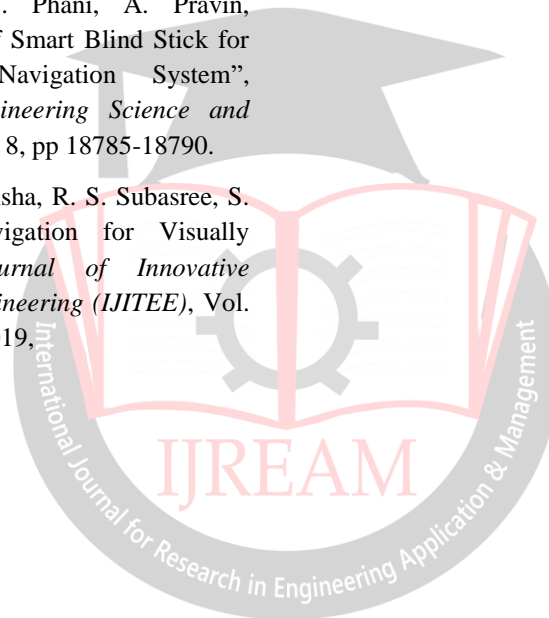 Phani, A. Pravin,
f Smart Blind Stick for
Navigation System”,
ineering Science and
8, pp 18785-18790.
sha, R. S. Subasree, S.
vigation for Visually
urnal of Innovative
ineering (IJITEE), Vol.
019,
IJREAM
International Journal for Research in Engineering Application & Management